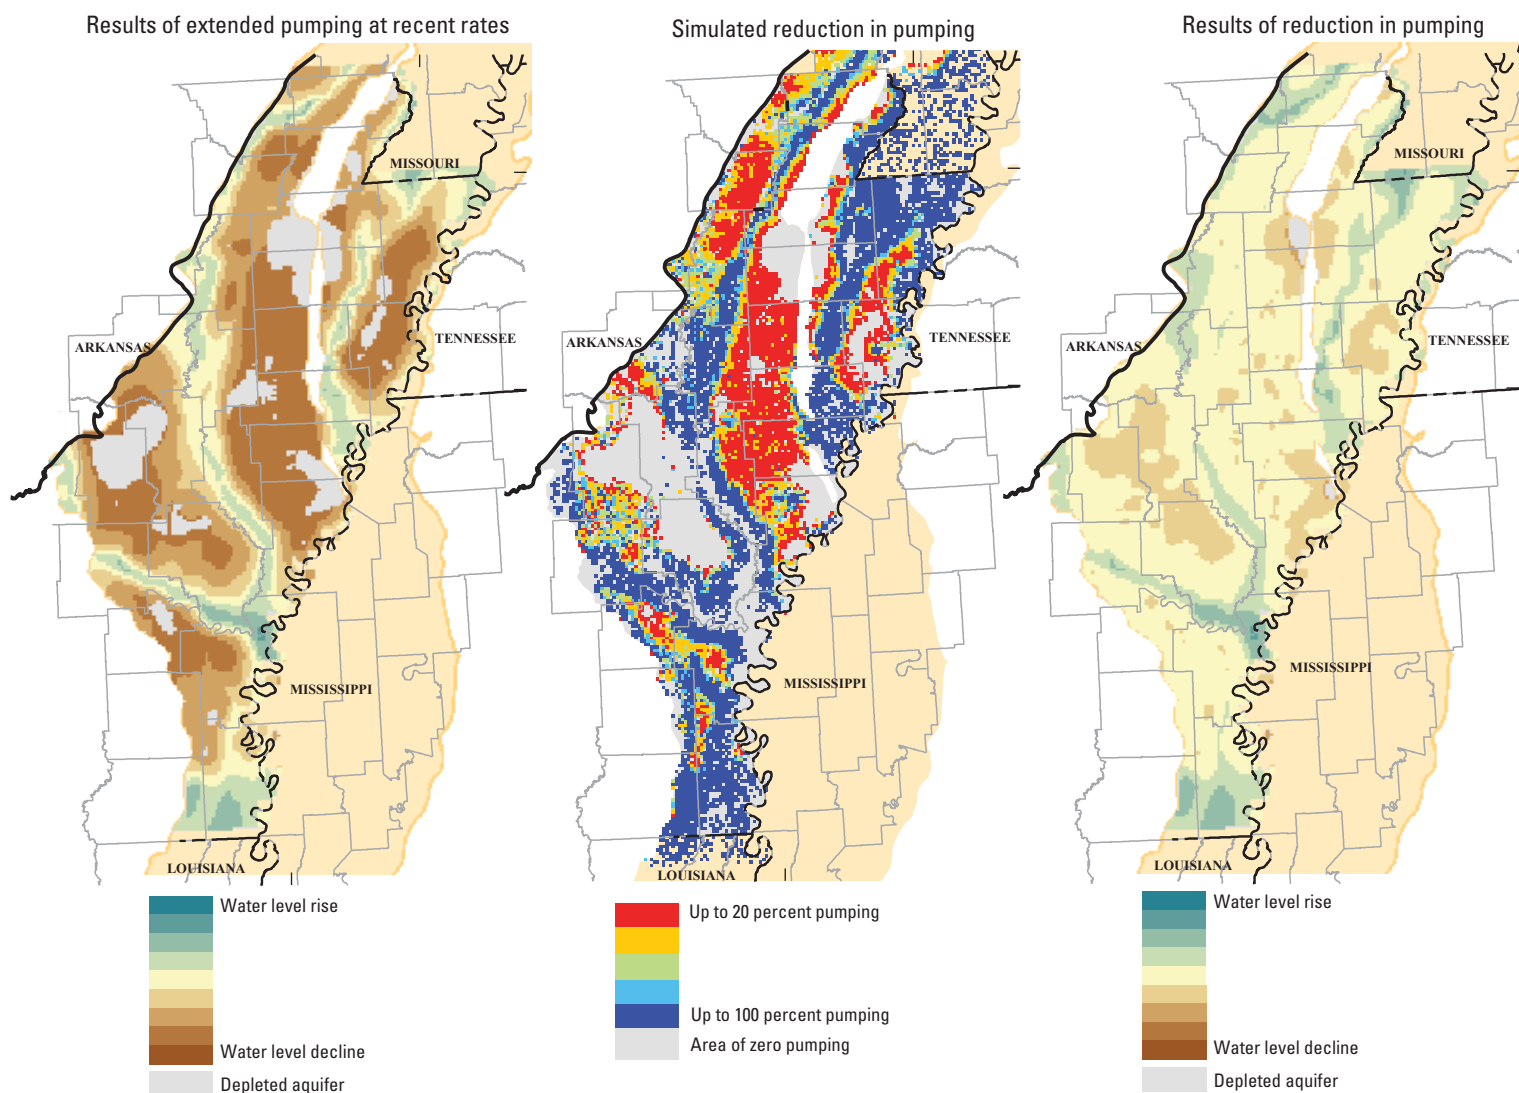 Results of extended pumping at recent rates
Simulated reduction in pumping
Results of reduction in pumping
MISSOURI
ARKANSAS
TENNESSEE
MISSISSIPPI
LOUISIANA
Water level rise
Water level decline
Depleted aquifer
ARKANSAS
TENNESSEE
MISSISSIPPI
LOUISIANA
Up to 20 percent pumping
Up to 100 percent pumping
Area of zero pumping
MISSOURI
ARKANSAS
TENNESSEE
MISSISSIPPI
LOUISIANA
Water level rise
Water level decline
Depleted aquifer